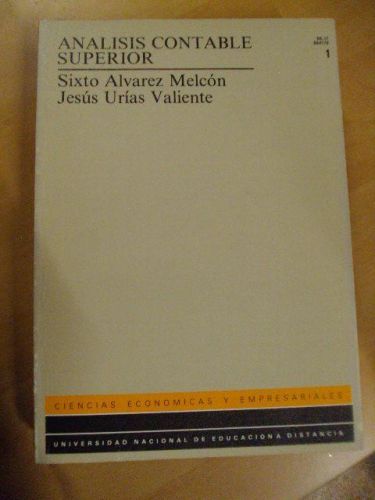 ANALISIS CONTABLE
SUPERIOR
Sixto Alvarez Melcón
Jesús Urías Valiente
1
CIENCIAS ECONOMICAS Y EMPRESARIALES
UNIVERSIDAD NACIONAL DE EDUCACION A DISTANCIA